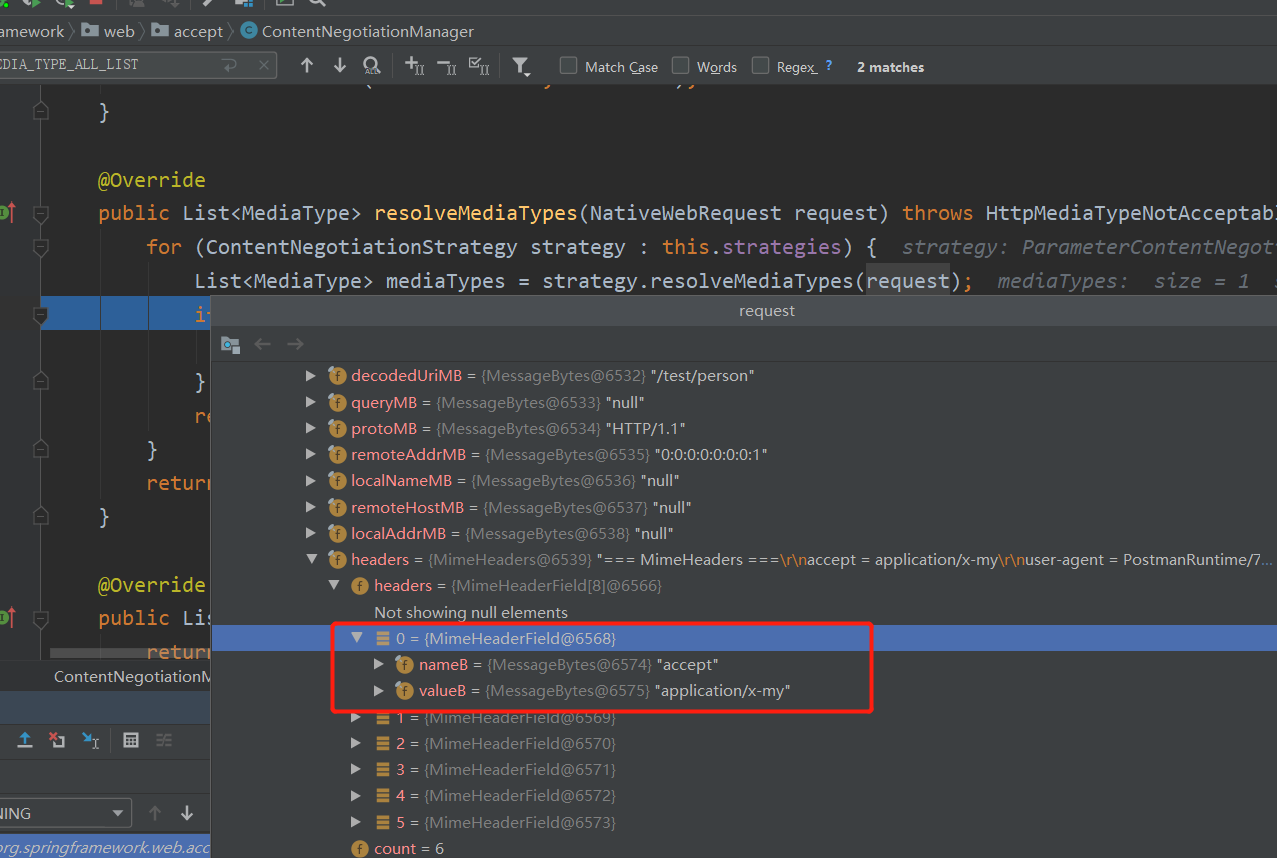 amework web accept ContentNegotiationManager
EDIA_TYPE_ALL_LIST Match Case Words Regex ? 2 matches
}
@Override
public List<MediaType> resolveMediaTypes(NativeWebRequest request) throws HttpMediaTypeNotAcceptabl
for (ContentNegotiationStrategy strategy : this.strategies) { strategy: ParameterContentNegot
List<MediaType> mediaTypes = strategy.resolveMediaTypes(request); mediaTypes: size = 1
i
request
decodedUriMB = {MessageBytes@6532} "/test/person"
}
queryMB = {MessageBytes@6533} "null"
re
protoMB = {MessageBytes@6534} "HTTP/1.1"
}
remoteAddrMB = {MessageBytes@6535} "0:0:0:0:0:0:0:1"
return
localNameMB = {MessageBytes@6536} "null"
remoteHostMB = {MessageBytes@6537} "null"
}
localAddrMB = {MessageBytes@6538} "null"
headers = {MimeHeaders@6539} "=== MimeHeaders ===\r\naccept = application/x-my\r\nuser-agent = PostmanRuntime/7...
@Override
headers = {MimeHeaderField[8]@6566}
public Lis
Not showing null elements
0 = {MimeHeaderField@6568}
return
nameB = {MessageBytes@6574} "accept"
ContentNegotiationM
valueB = {MessageBytes@6575} "application/x-my"
1 = {MimeHeaderField@6569}
2 = {MimeHeaderField@6570}
3 = {MimeHeaderField@6571}
4 = {MimeHeaderField@6572}
NING
5 = {MimeHeaderField@6573}
org.springframework.web.acc
count = 6